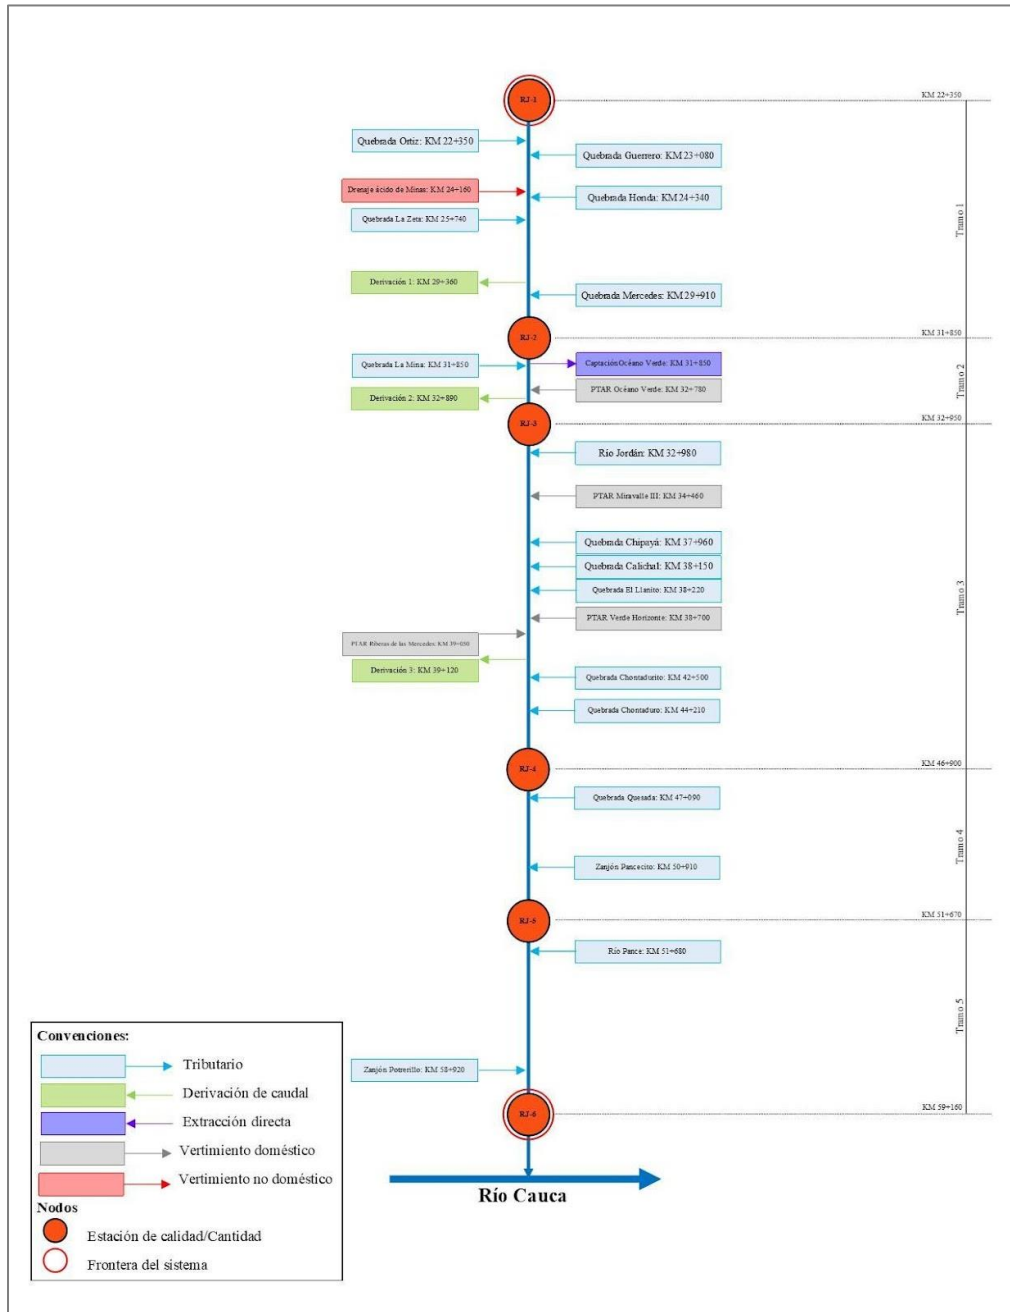 RJ-1
KM 22+350
Quebrada Ortiz: KM 22+350
Quebrada Guerrero: KM 23+080
Drenaje ácido de Minas: KM 24+160
Quebrada Honda: KM 24+340
Quebrada La Zeta: KM 25+740
Tramo 1
Derivación 1: KM 29+360
Quebrada Mercedes: KM 29+910
RJ-2
KM 31+850
Quebrada La Mina: KM 31+850
CaptaciónOcéano Verde: KM 31+850
Tramo 2
PTAR Océano Verde: KM 32+780
Derivación 2: KM 32+890
RJ-3
KM 32+950
Río Jordán: KM 32+980
PTAR Miravalle III: KM 34+460
Quebrada Chipayá: KM 37+960
Quebrada Calichal: KM 38+150
Quebrada El Llanito: KM 38+220
Tramo 3
PTAR Verde Horizonte: KM 38+700
PTAR Riberas de las Mercedes: KM 39+050
Derivación 3: KM 39+120
Quebrada Chontadurito: KM 42+500
Quebrada Chontaduro: KM 44+210
RJ-4
KM 46+900
Quebrada Quesada: KM 47+090
Tramo 4
Zanjón Pancecito: KM 50+910
RJ-5
KM 51+670
Río Pance: KM 51+680
Tramo 5
Zanjón Potrerillo: KM 58+920
RJ-6
KM 59+160
Río Cauca
Convenciones:
Tributario
Derivación de caudal
Extracción directa
Vertimiento doméstico
Vertimiento no doméstico
Nodos
Estación de calidad/Cantidad
Frontera del sistema